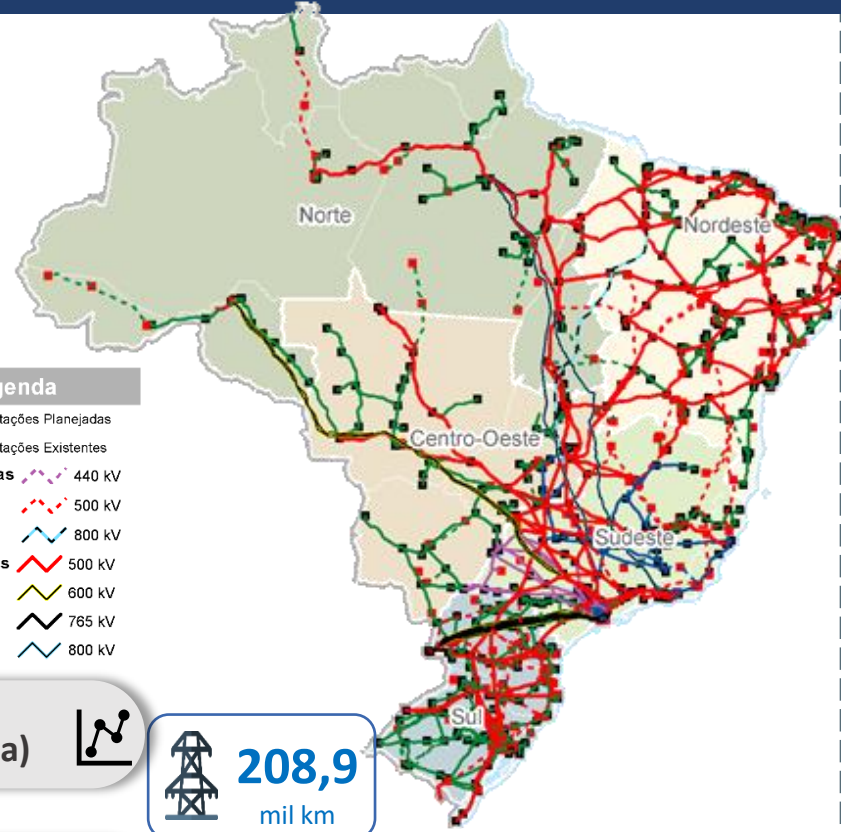 Norte
Nordeste
Centro-Oeste
Sudeste
Sul
genda
tações Planejadas
tações Existentes
as 440 kV
500 kV
800 kV
s 500 kV
600 kV
765 kV
800 kV
a)
208,9
mil km